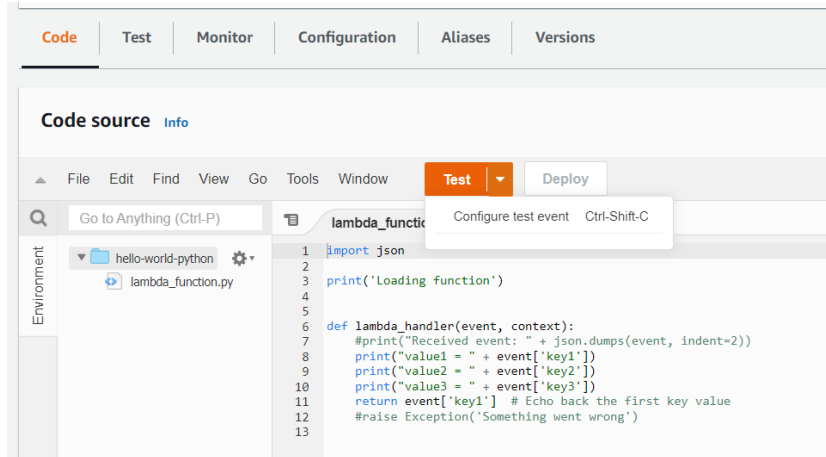 Code Test Monitor Configuration Aliases Versions
Code source Info
File Edit Find View Go Tools Window Test Deploy
Go to Anything (Ctrl-P) lambda_functic Configure test event Ctrl-Shift-C
Environment
hello-world-python
lambda_function.py
1 import json
2
3 print('Loading function')
4
5
6 def lambda_handler(event, context):
7 #print("Received event: " + json.dumps(event, indent=2))
8 print("value1 = " + event['key1'])
9 print("value2 = " + event['key2'])
10 print("value3 = " + event['key3'])
11 return event['key1'] # Echo back the first key value
12 #raise Exception('Something went wrong')
13